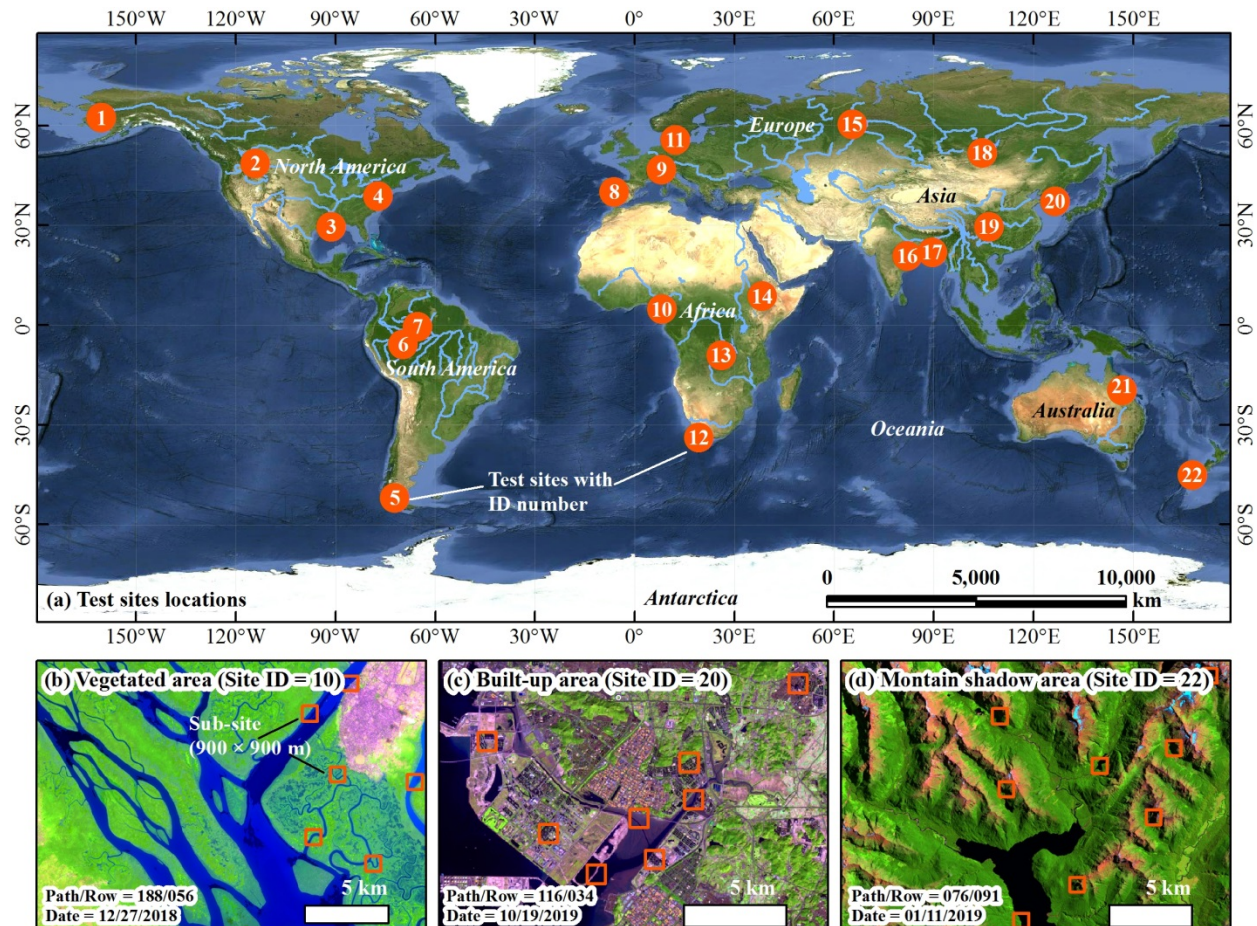 150°W 120°W 90°W 60°W 30°W 0° 30°E 60°E 90°E 120°E 150°E
60°N 60°N
30°N 30°N
0° 0°
30°S 30°S
60°S 60°S
1
2
North America
3
4
5
6
7
South America
8
9
10
11
Europe
15
18
Asia
20
19
16
17
14
Africa
13
12
21
Australia
Oceania
22
Test sites with
ID number
0 5,000 10,000
km
(a) Test sites locations
Antarctica
150°W 120°W 90°W 60°W 30°W 0° 30°E 60°E 90°E 120°E 150°E
(b) Vegetated area (Site ID = 10)
Sub-site
(900 × 900 m)
Path/Row = 188/056
Date = 12/27/2018
5 km
(c) Built-up area (Site ID = 20)
Path/Row = 116/034
Date = 10/19/2019
5 km
(d) Montain shadow area (Site ID = 22)
Path/Row = 076/091
Date = 01/11/2019
5 km